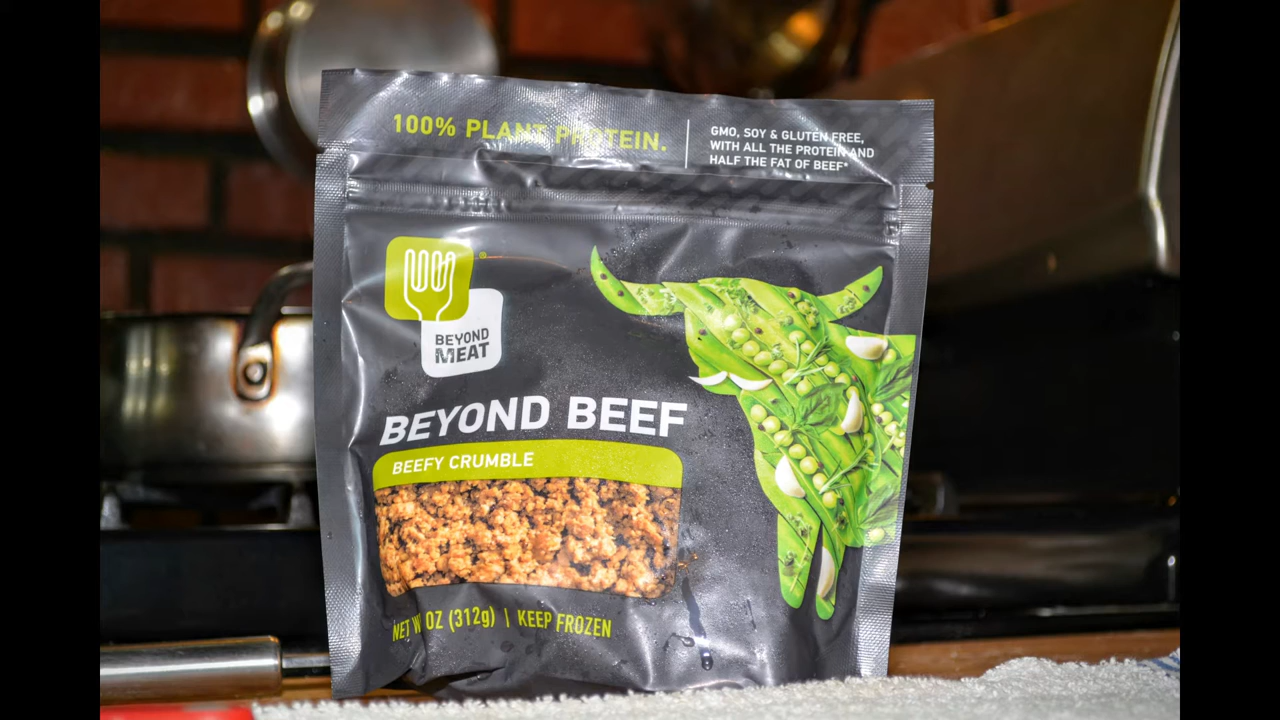 100% PLANT PROTEIN.
GMO, SOY & GLUTEN FREE,
WITH ALL THE PROTEIN AND
HALF THE FAT OF BEEF*
BEYOND
MEAT
®
BEYOND BEEF
BEEFY CRUMBLE
NET OZ (312g) | KEEP FROZEN